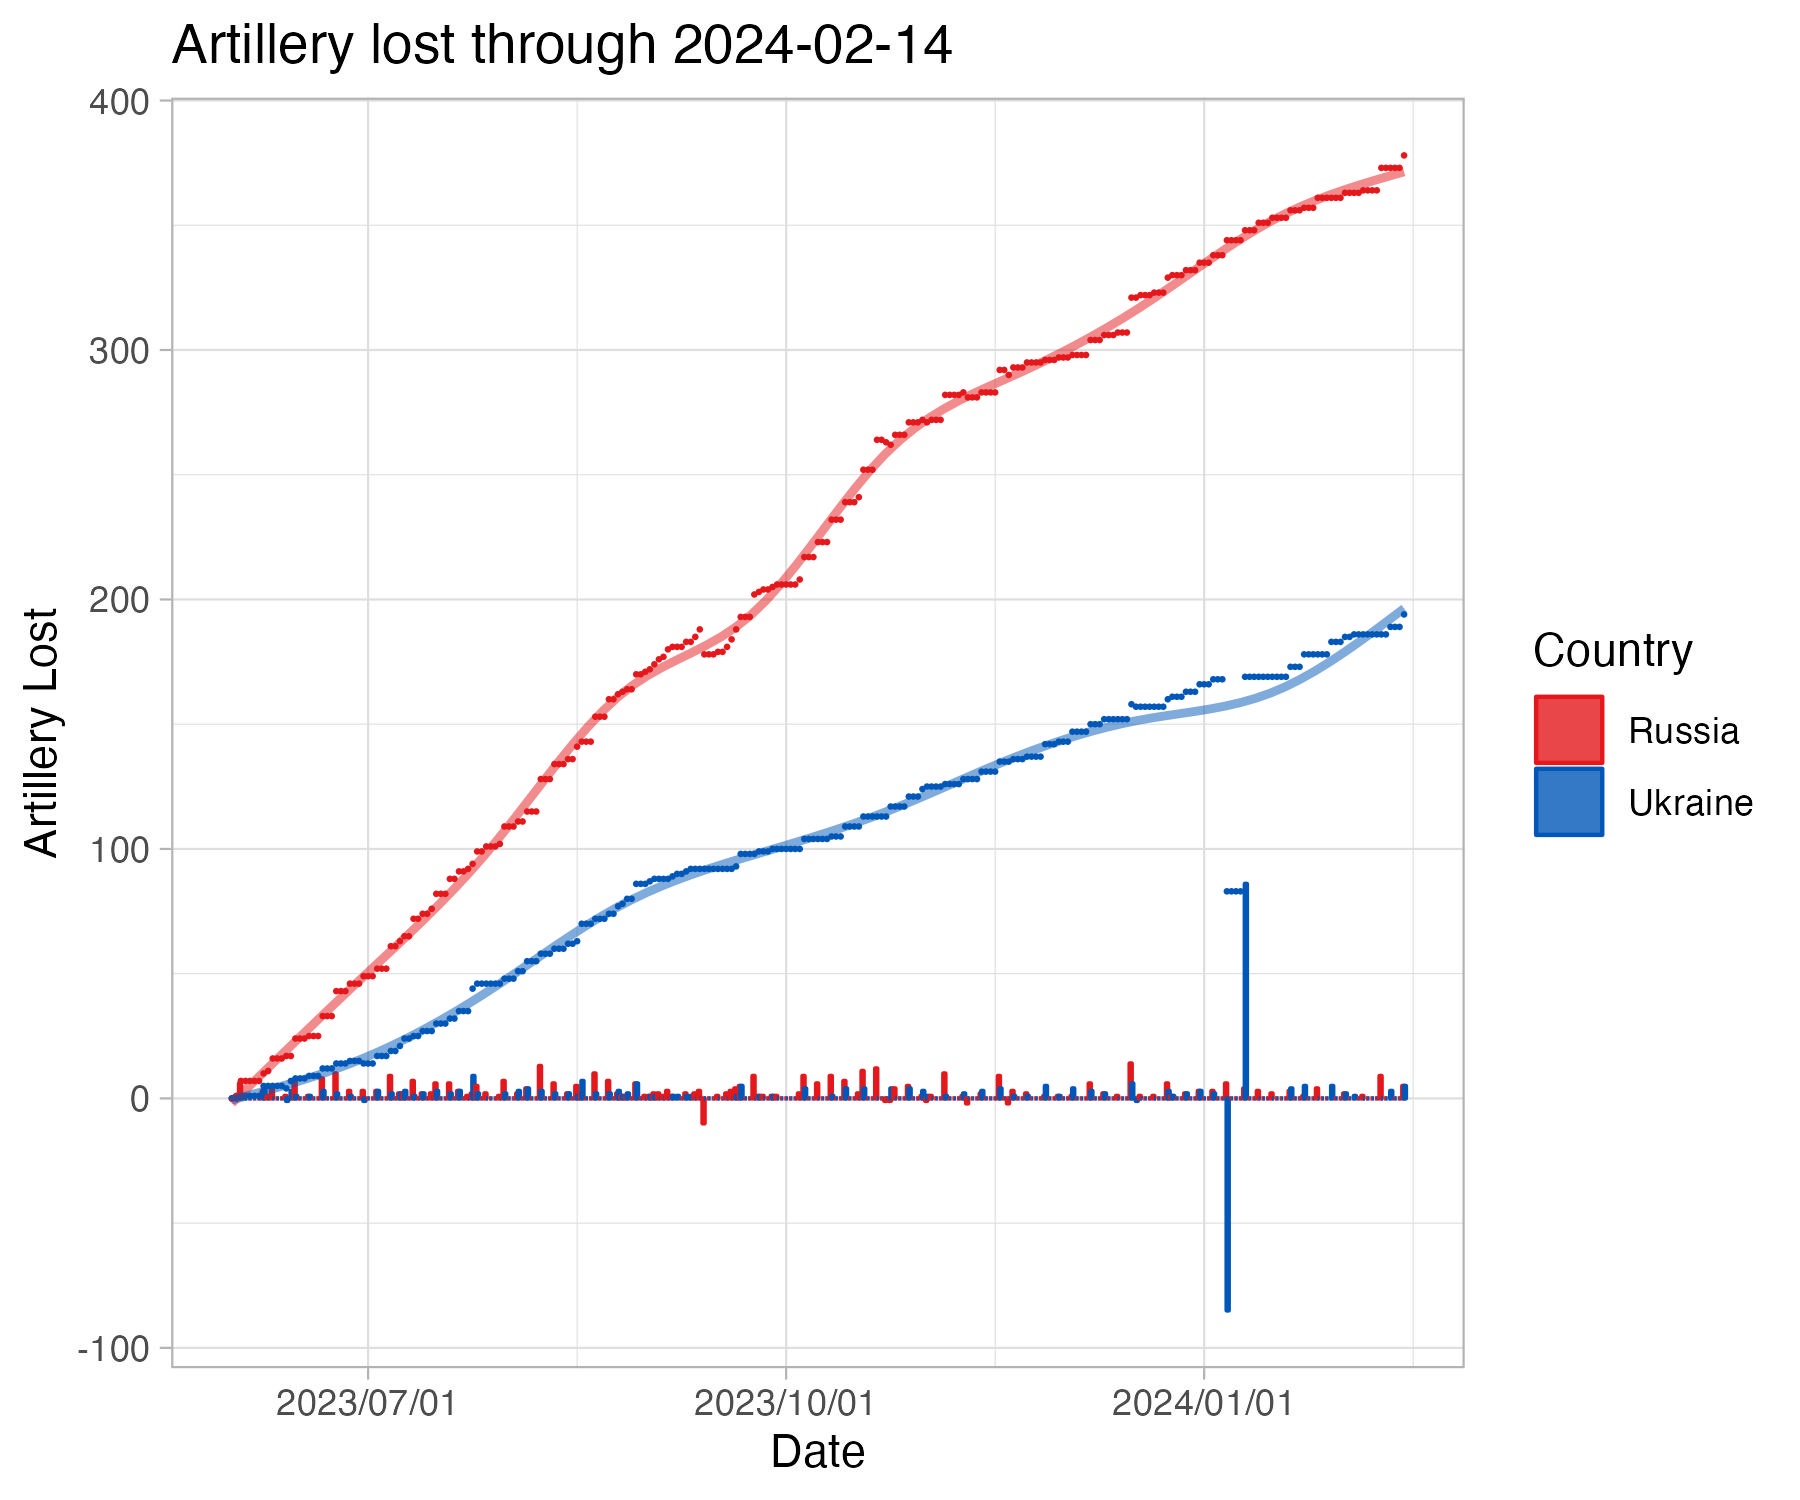 Artillery lost through 2024-02-14
400
300
200
100
0
-100
Artillery Lost
2023/07/01
2023/10/01
2024/01/01
Date
Country
Russia
Ukraine